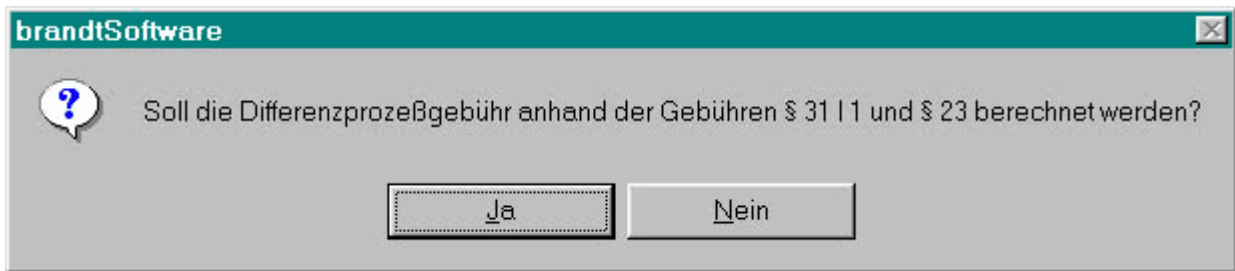 brandtSoftware
Soll die Differenzprozeßgebühr anhand der Gebühren § 31 I 1 und § 23 berechnet werden?
Ja Nein